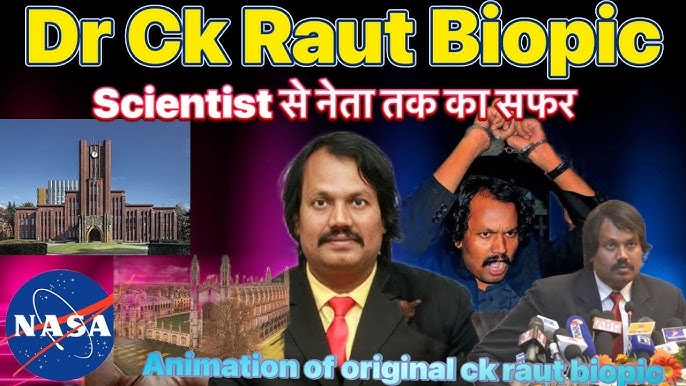 Dr Ck Raut Biopic
Scientist से नेता तक का सफर
NASA
Animation of original ck raut biopic